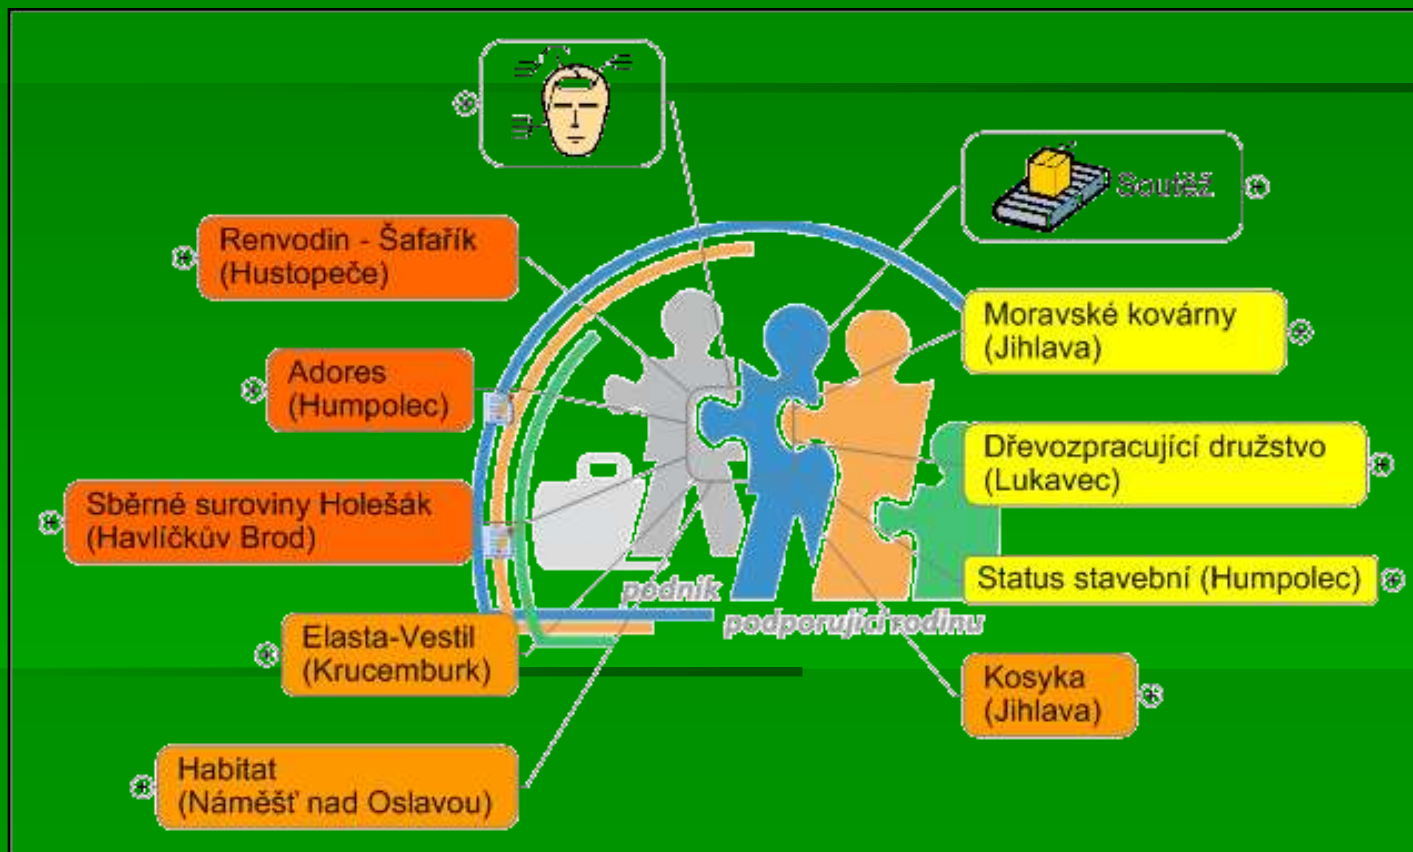 Soutěž
Renvodin - Šafařík
(Hustopeče)
Moravské kovárny
(Jihlava)
Adores
(Humpolec)
Dřevozpracující družstvo
(Lukavec)
Sběrné suroviny Holešák
(Havlíčkův Brod)
Status stavební (Humpolec)
podnik
podporující rodinu
Elasta-Vestil
(Krucemburk)
Kosyka
(Jihlava)
Habitat
(Náměšť nad Oslavou)